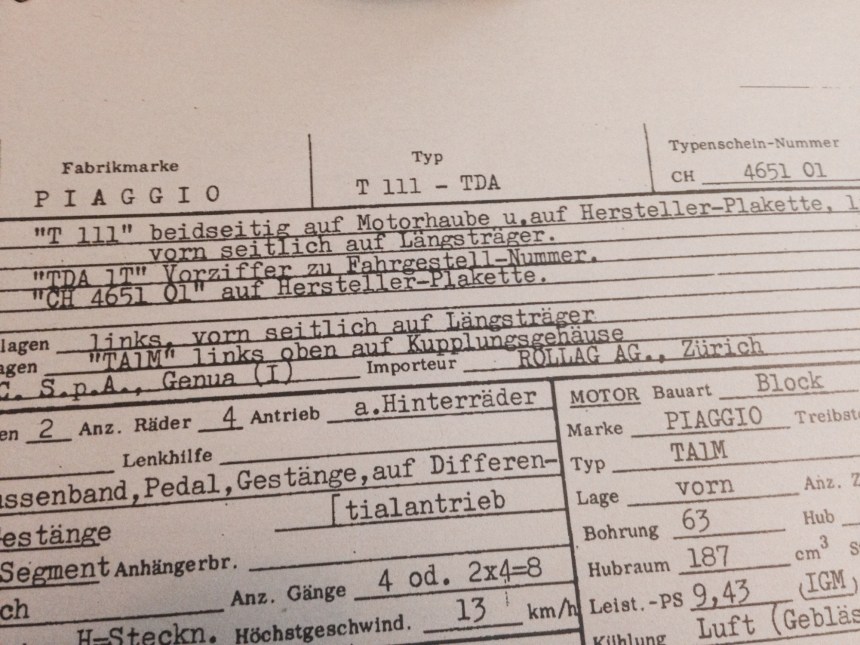 Fabrikmarke Typ Typenschein-Nummer
PIAGGIO T 111 - TDA CH 4651 01
"T 111" beidseitig auf Motorhaube u.auf Hersteller-Plakette,
vorn seitlich auf Längsträger.
"TDA 1T" Vorziffer zu Fahrgestell-Nummer.
"CH 4651 01" auf Hersteller-Plakette.
lagen links, vorn seitlich auf Längsträger
agen "TA1M" links oben auf Kupplungsgehäuse
C. S.p.A., Genua (I) Importeur ROLLAG AG., Zürich
en 2 Anz. Räder 4 Antrieb a.Hinterräder
Lenkhilfe
ussenband,Pedal,Gestänge,auf Differen-
[tialantrieb
estänge
Segment Anhängerbr.
ch Anz. Gänge 4 od. 2x4=8
H-Steckn. Höchstgeschwind. 13 km/h
MOTOR Bauart Block
Marke PIAGGIO Treibst
Typ TA1M
Lage vorn Anz. Z
Bohrung 63 Hub
Hubraum 187 cm³ S
Leist.-PS 9,43 (IGM)
Kühlung Luft (Gebläs